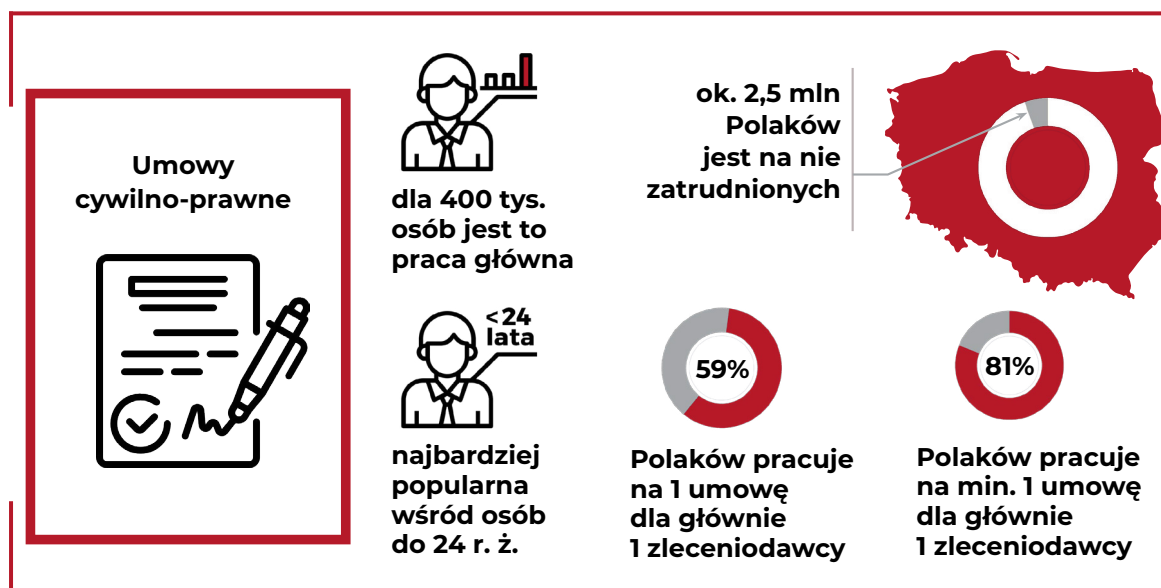 Umowy
cywilno-prawne
dla 400 tys.
osób jest to
praca główna
<24
lata
najbardziej
popularna
wśród osób
do 24 r. ż.
ok. 2,5 mln
Polaków
jest na nie
zatrudnionych
59%
Polaków pracuje
na 1 umowę
dla głównie
1 zleceniodawcy
81%
Polaków pracuje
na min. 1 umowę
dla głównie
1 zleceniodawcy